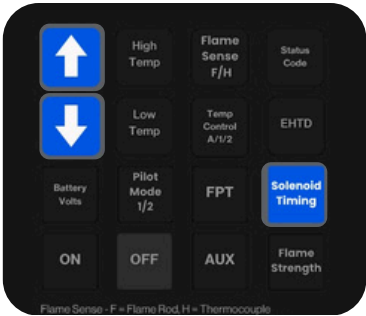 High
Temp
Flame
Sense
F/H
Status
Code
Low
Temp
Temp
Control
A/1/2
EHTD
Battery
Volts
Pilot
Mode
1/2
FPT
Solenoid
Timing
ON
OFF
AUX
Flame
Strength
Flame Sense - F = Flame Rod, H = Thermocouple